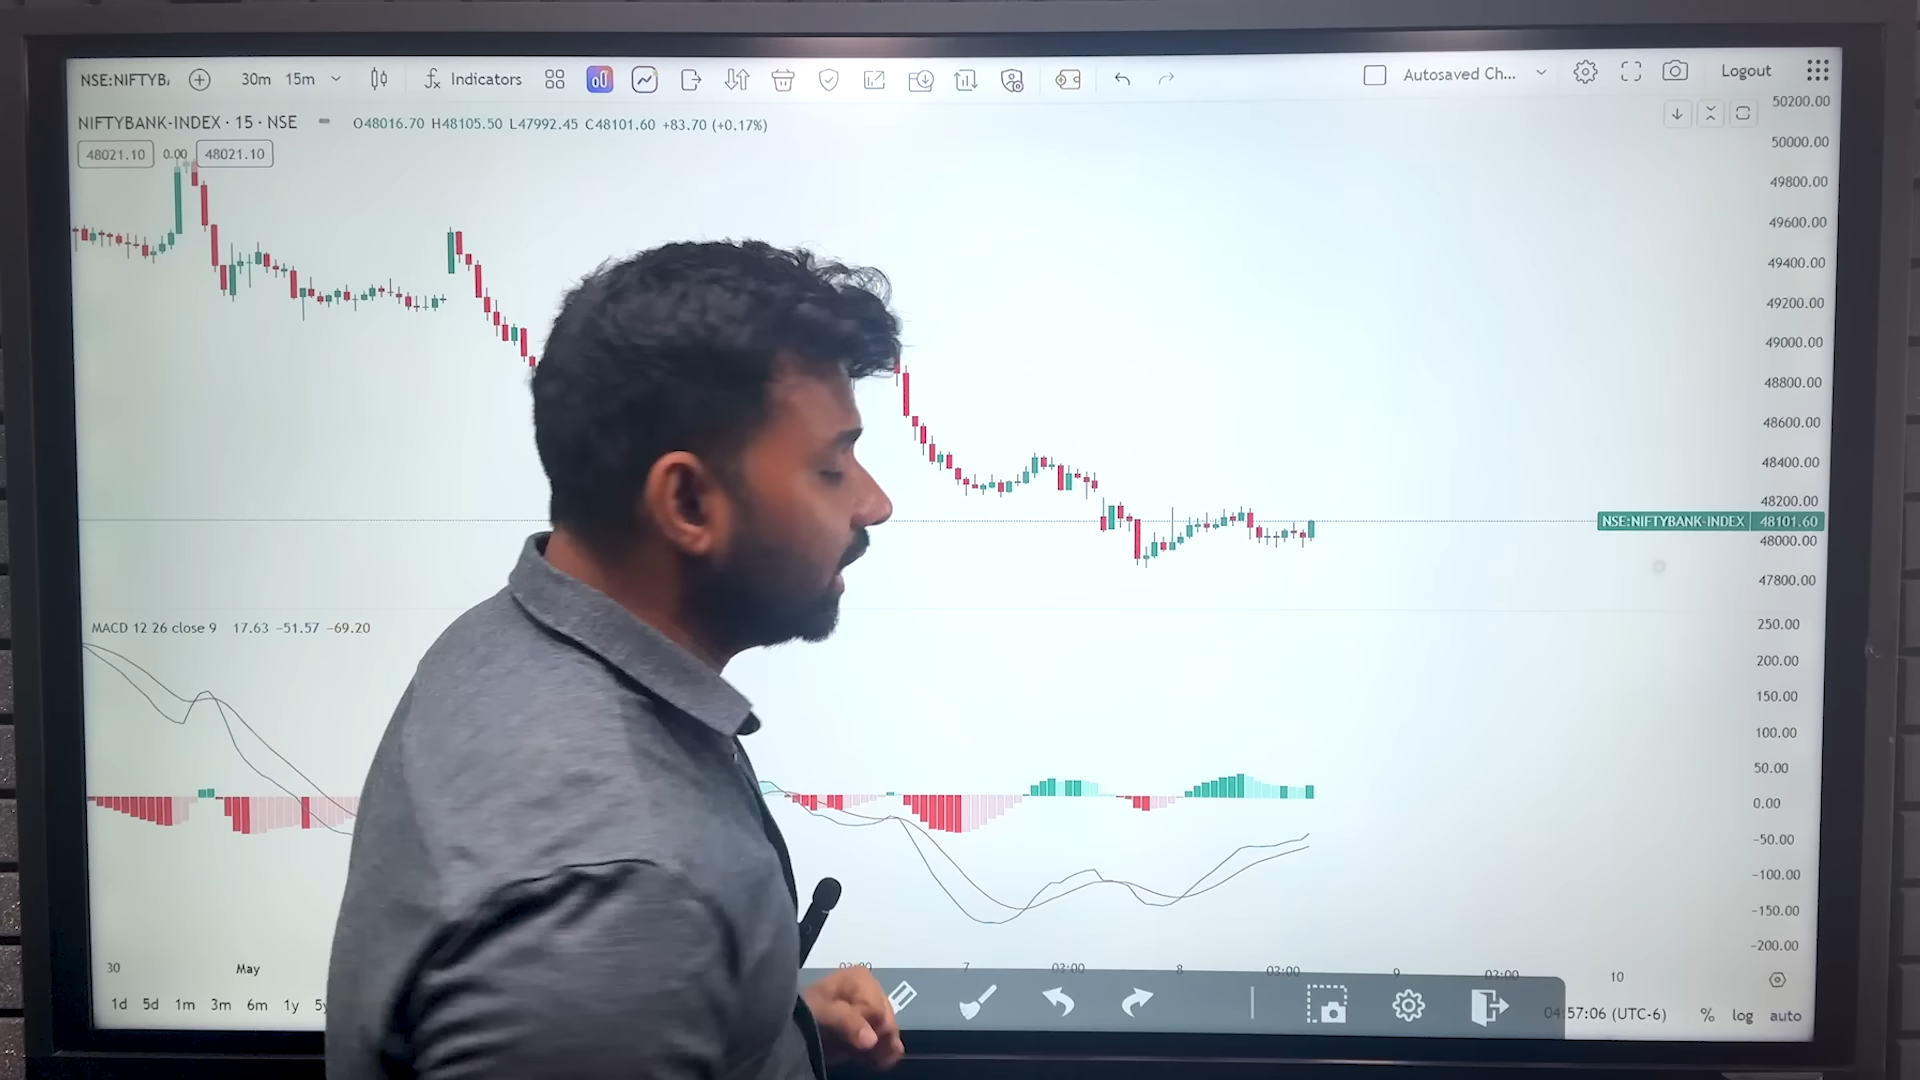 NSE:NIFTYB
30m 15m Indicators Autosaved Ch... Logout
NIFTYBANK-INDEX · 15 · NSE O48016.70 H48105.50 L47992.45 C48101.60 +83.70 (+0.17%)
48021.10 0.00 48021.10
50200.00
50000.00
49800.00
49600.00
49400.00
49200.00
49000.00
48800.00
48600.00
48400.00
48200.00
NSE:NIFTYBANK-INDEX 48101.60
48000.00
47800.00
MACD 12 26 close 9 17.63 −51.57 −69.20
250.00
200.00
150.00
100.00
50.00
0.00
−50.00
−100.00
−150.00
−200.00
30 May 7 03:00 8 03:00 9 03:00 10
1d 5d 1m 3m 6m 1y 57:06 (UTC-6) % log auto